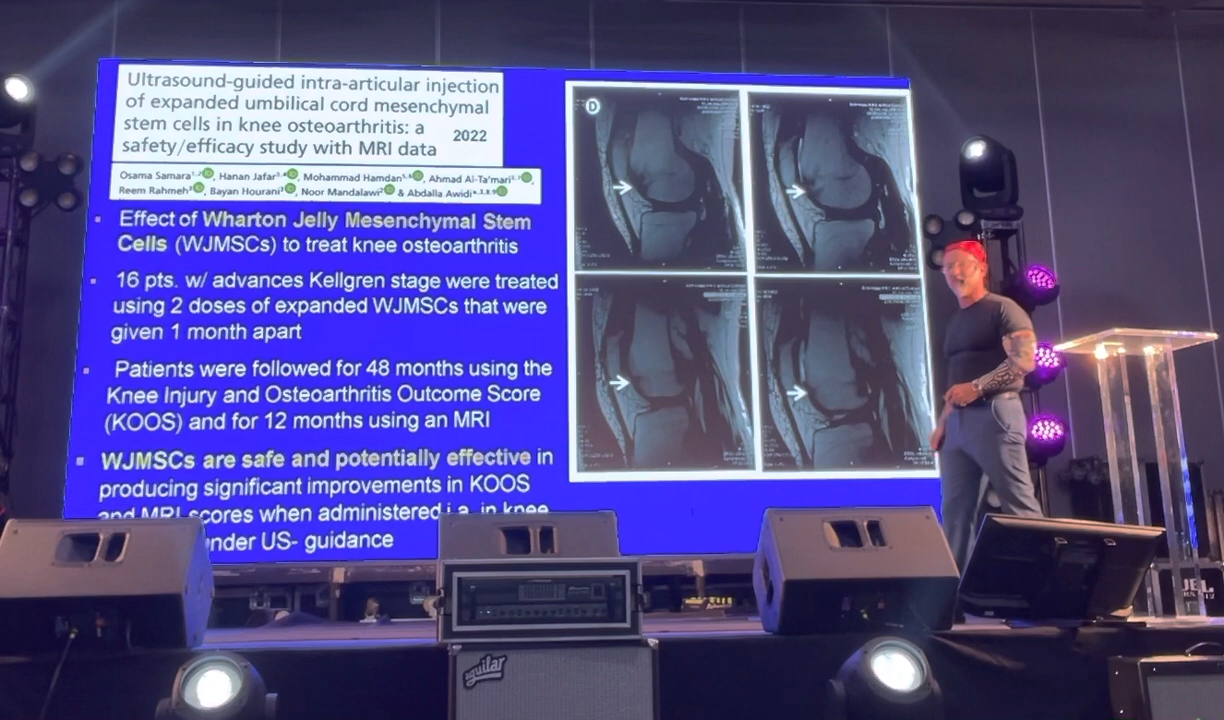 Ultrasound-guided intra-articular injection
of expanded umbilical cord mesenchymal
stem cells in knee osteoarthritis: a
safety/efficacy study with MRI data
2022
Osama Samara, Hanan Jafar, Mohammad Hamdan, Ahmad Al-Ta'mari,
Reem Rahmeh, Bayan Hourani, Noor Mandalawi & Abdalla Awidi
▪ Effect of Wharton Jelly Mesenchymal Stem
Cells (WJMSCs) to treat knee osteoarthritis
▪ 16 pts. w/ advances Kellgren stage were treated
using 2 doses of expanded WJMSCs that were
given 1 month apart
▪ Patients were followed for 48 months using the
Knee Injury and Osteoarthritis Outcome Score
(KOOS) and for 12 months using an MRI
▪ WJMSCs are safe and potentially effective in
producing significant improvements in KOOS
and MRI scores when administered i.a. in knee
under US- guidance
D
aguilar